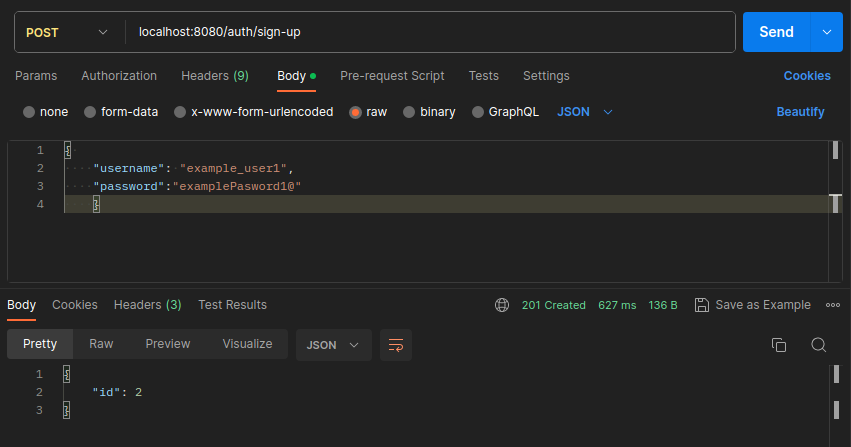 POST localhost:8080/auth/sign-up Send
Params Authorization Headers (9) Body Pre-request Script Tests Settings Cookies
none form-data x-www-form-urlencoded raw binary GraphQL JSON Beautify
1 {
2 "username": "example_user1",
3 "password":"examplePasword1@"
4 }
Body Cookies Headers (3) Test Results 201 Created 627 ms 136 B Save as Example
Pretty Raw Preview Visualize JSON
1 {
2 "id": 2
3 }